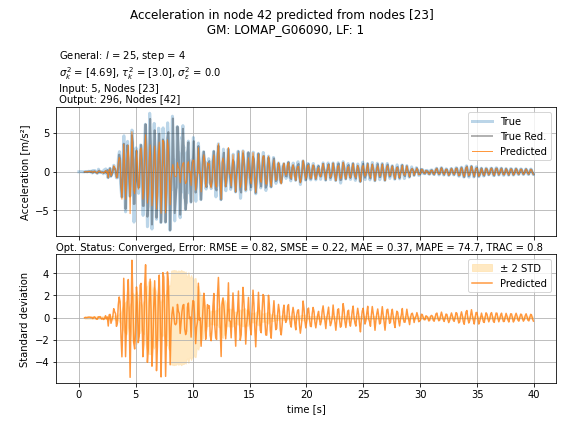 Acceleration in node 42 predicted from nodes [23]
GM: LOMAP_G06090, LF: 1
General: l = 25, step = 4
σ²ₖ = [4.69], τ²ₖ = [3.0], σ²ε = 0.0
Input: 5, Nodes [23]
Output: 296, Nodes [42]
Acceleration [m/s²]
5
0
−5
True
True Red.
Predicted
Opt. Status: Converged, Error: RMSE = 0.82, SMSE = 0.22, MAE = 0.37, MAPE = 74.7, TRAC = 0.8
Standard deviation
4
2
0
−2
−4
± 2 STD
Predicted
0 5 10 15 20 25 30 35 40
time [s]